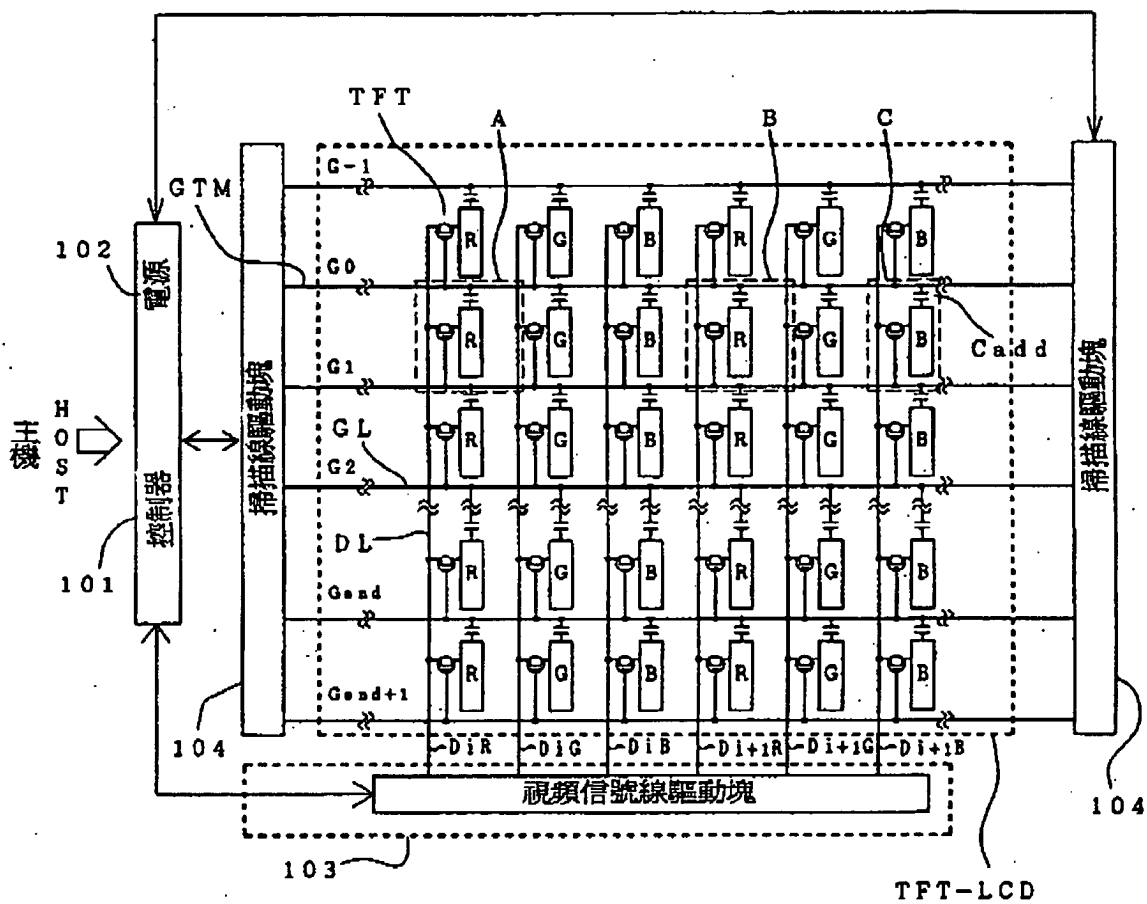 TFT
A
B
C
G-1
GTM
R G B R G B
102
電源
G0
Cadd
R G B R G B
G1
主機
HOST
掃描線驅動塊
掃描線驅動塊
GL
R G B R G B
G2
控制器
101
DL
R G B R G B
Gend
R G B R G B
Gend+1
104
DiR DiG DiB Di+1R Di+1G Di+1B
視頻信號線驅動塊
104
103
TFT-LCD